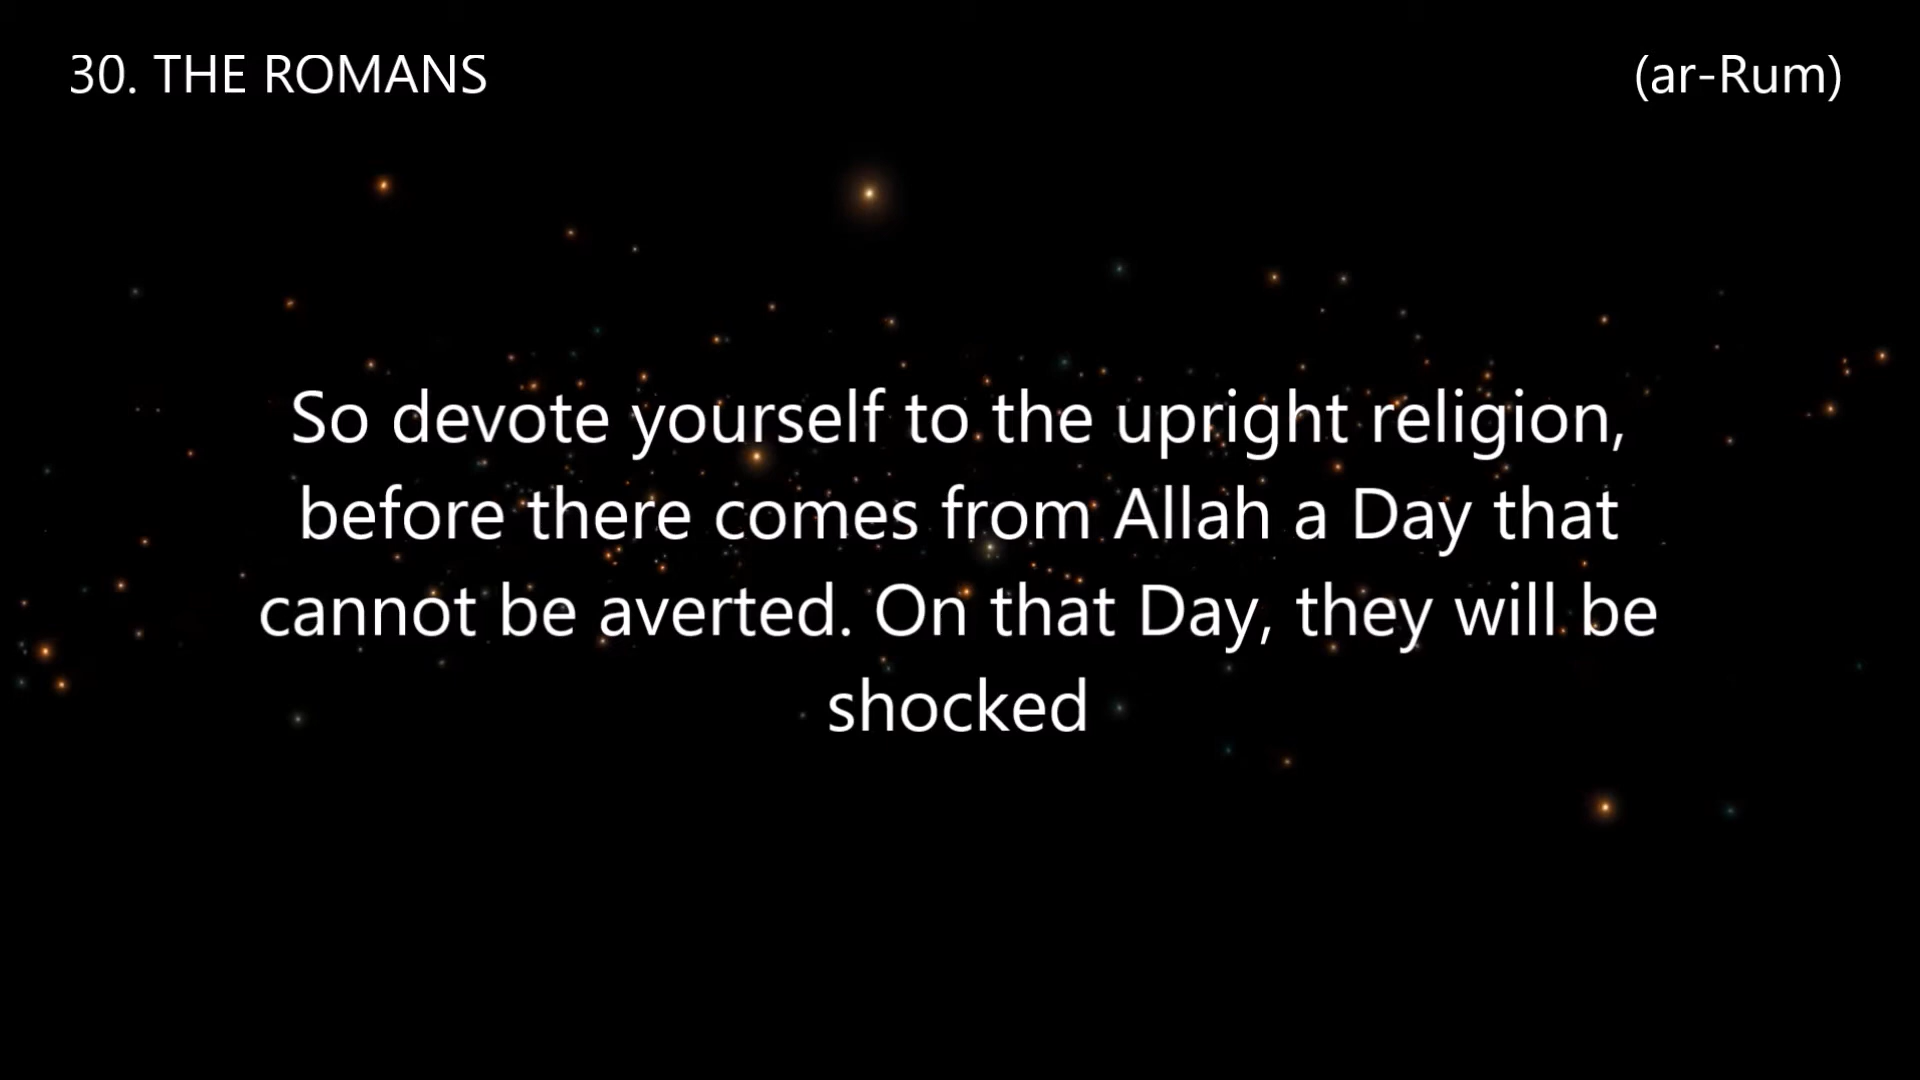 30. THE ROMANS
(ar-Rum)
So devote yourself to the upright religion,
before there comes from Allah a Day that
cannot be averted. On that Day, they will be
shocked